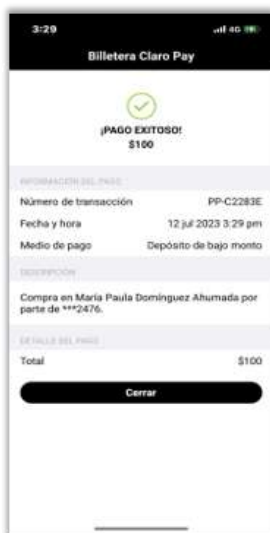 3:29
4G
Billetera Claro Pay
¡PAGO EXITOSO!
$100
INFORMACIÓN DEL PAGO
Número de transacción PP-C2283E
Fecha y hora 12 jul 2023 3:29 pm
Medio de pago Depósito de bajo monto
DESCRIPCIÓN
Compra en María Paula Domínguez Ahumada por
parte de ***2476.
DETALLE DEL PAGO
Total $100
Cerrar